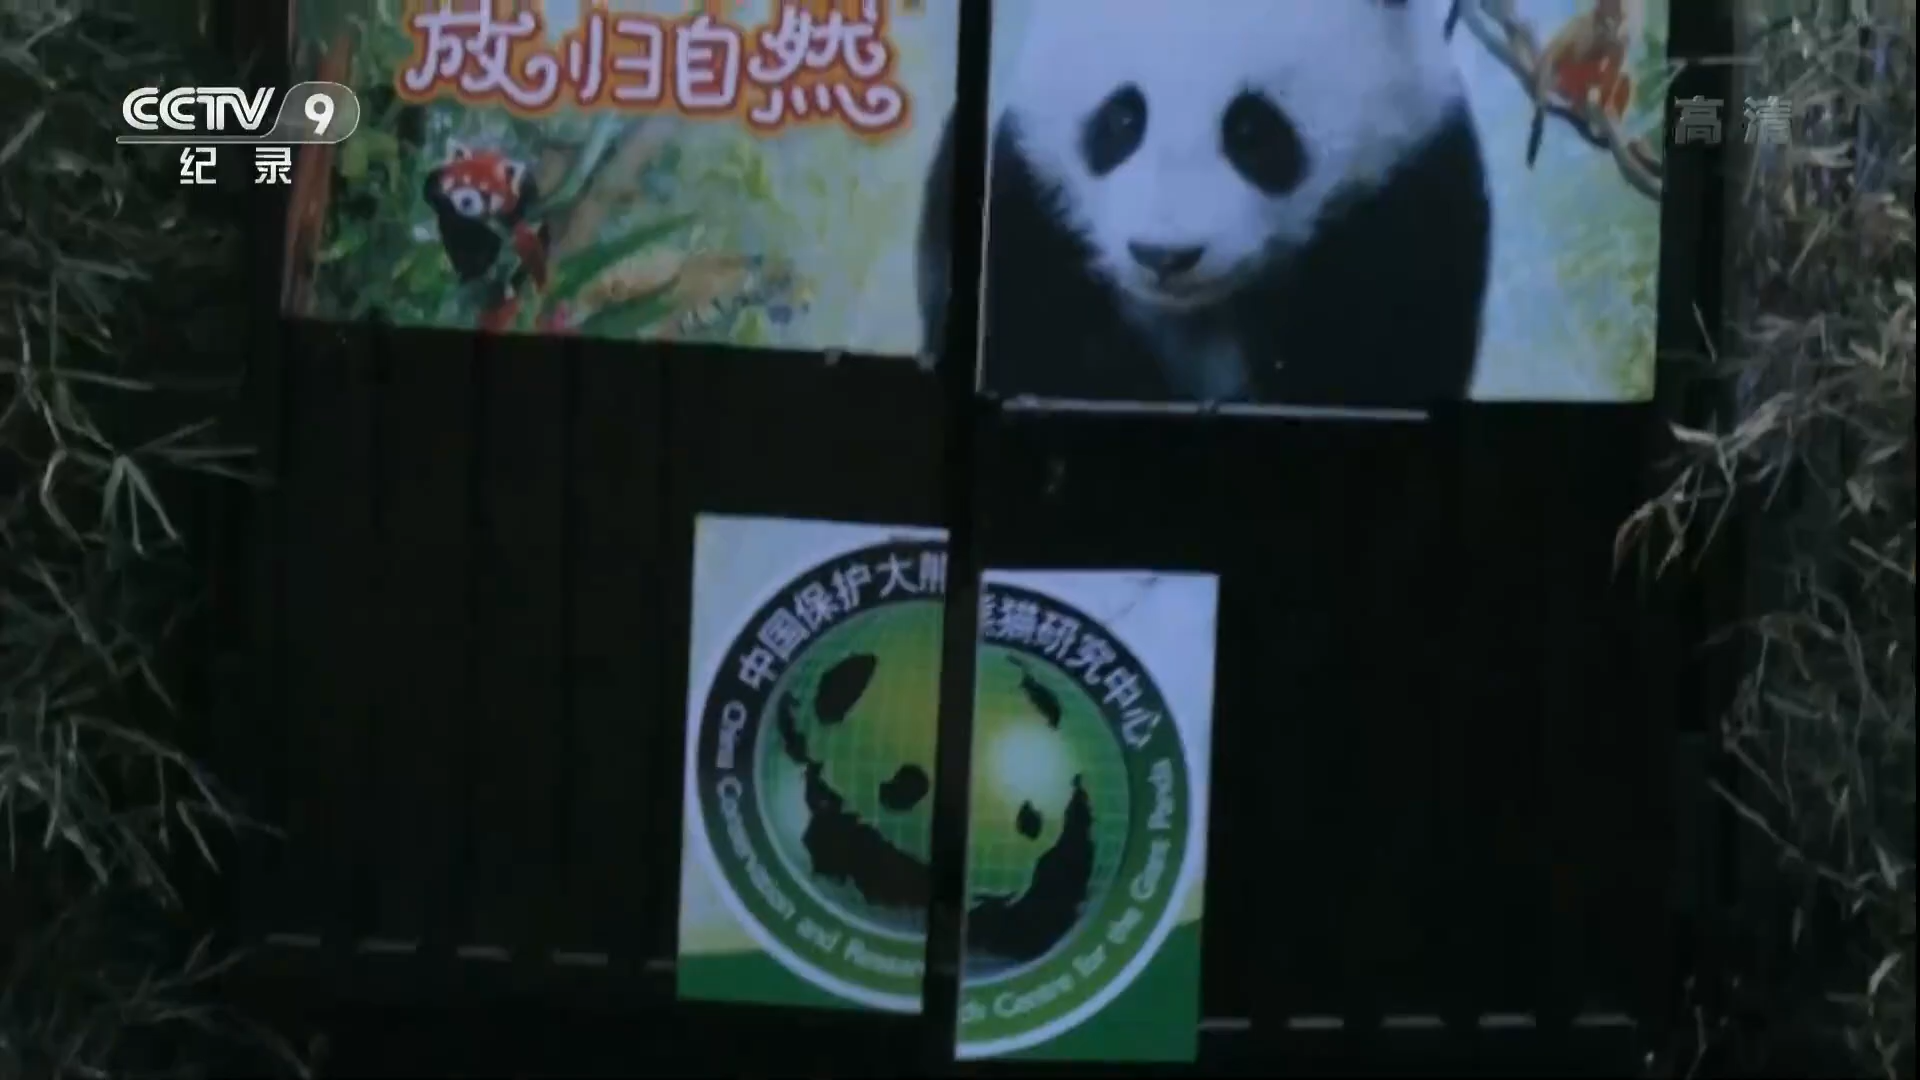 放归自然
CCTV 9
纪录
高清
中国保护大熊猫研究中心
China Conservation and Research Centre for the Giant Panda